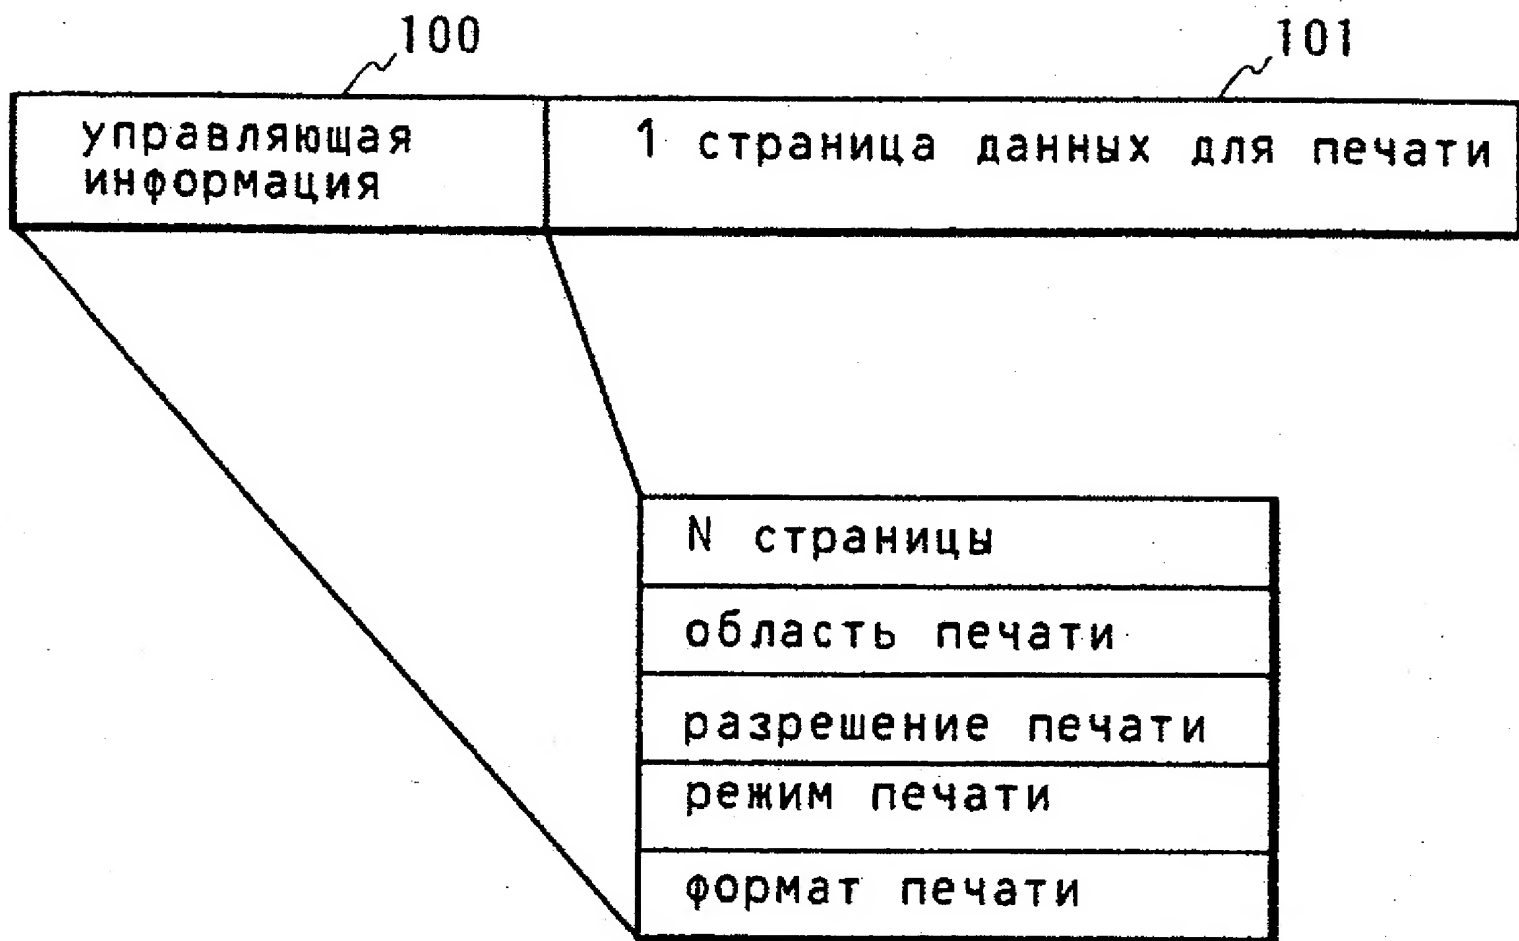 100
101
управляющая
информация
1 страница данных для печати
N страницы
область печати
разрешение печати
режим печати
формат печати